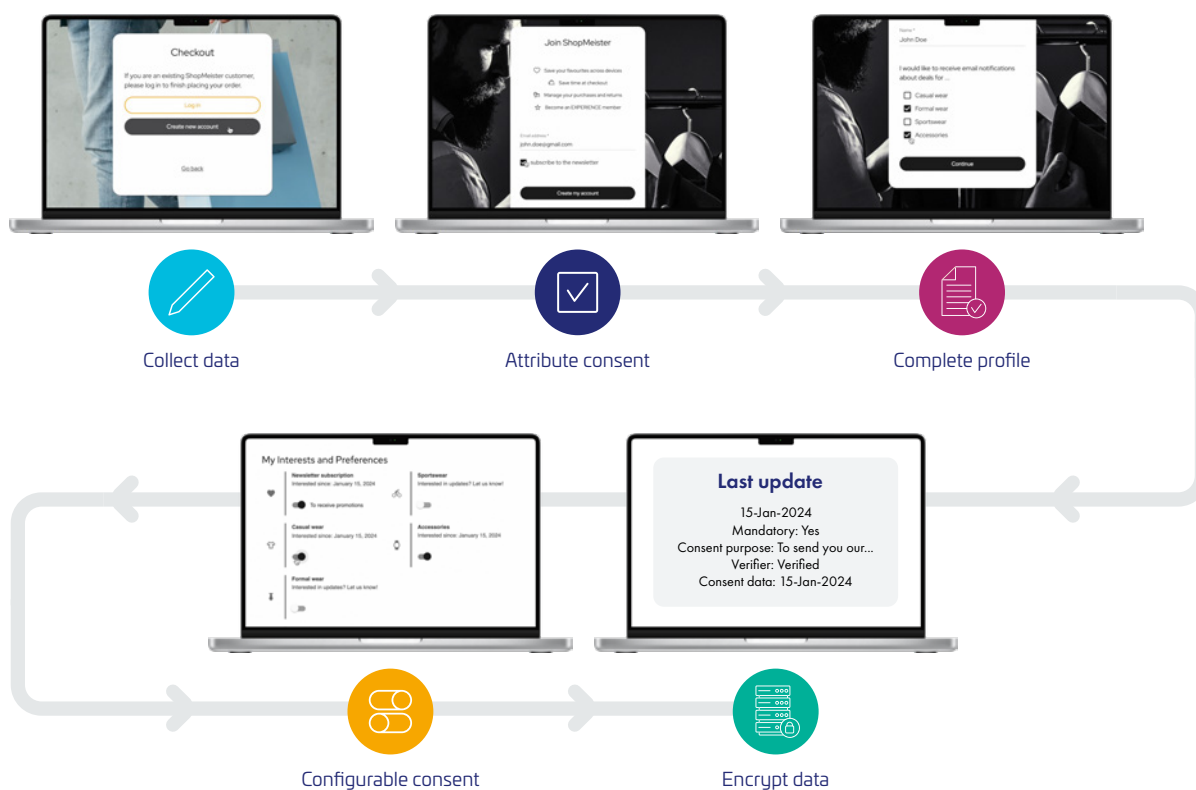 Checkout
If you are an existing ShopMeister customer,
please log in to finish placing your order.
Log in
Create new account
Go back
Join ShopMeister
Save your favourites across devices
Save time at checkout
Manage your purchases and returns
Become an EXPERIENCE member
Email address *
john.doe@gmail.com
subscribe to the newsletter
Create my account
Name *
John Doe
I would like to receive email notifications
about deals for ...
Casual wear
Formal wear
Sportswear
Accessories
Continue
Collect data
Attribute consent
Complete profile
My Interests and Preferences
Newsletter subscription
Interested since: January 15, 2024
To receive promotions
Sportswear
Interested in updates? Let us know!
Casual wear
Interested since: January 15, 2024
Accessories
Interested since: January 15, 2024
Formal wear
Interested in updates? Let us know!
Last update
15-Jan-2024
Mandatory: Yes
Consent purpose: To send you our...
Verifier: Verified
Consent data: 15-Jan-2024
Configurable consent
Encrypt data